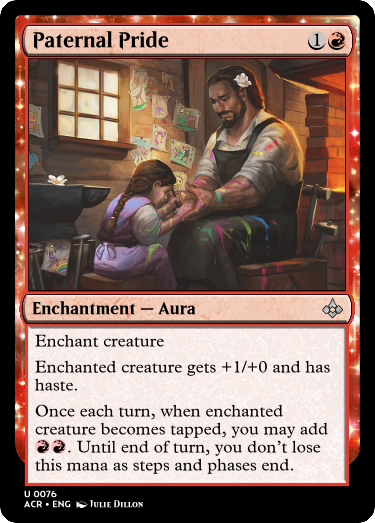 Paternal Pride 1
Enchantment — Aura
Enchant creature
Enchanted creature gets +1/+0 and has
haste.
Once each turn, when enchanted
creature becomes tapped, you may add
. Until end of turn, you don't lose
this mana as steps and phases end.
U 0076
ACR • ENG Julie Dillon